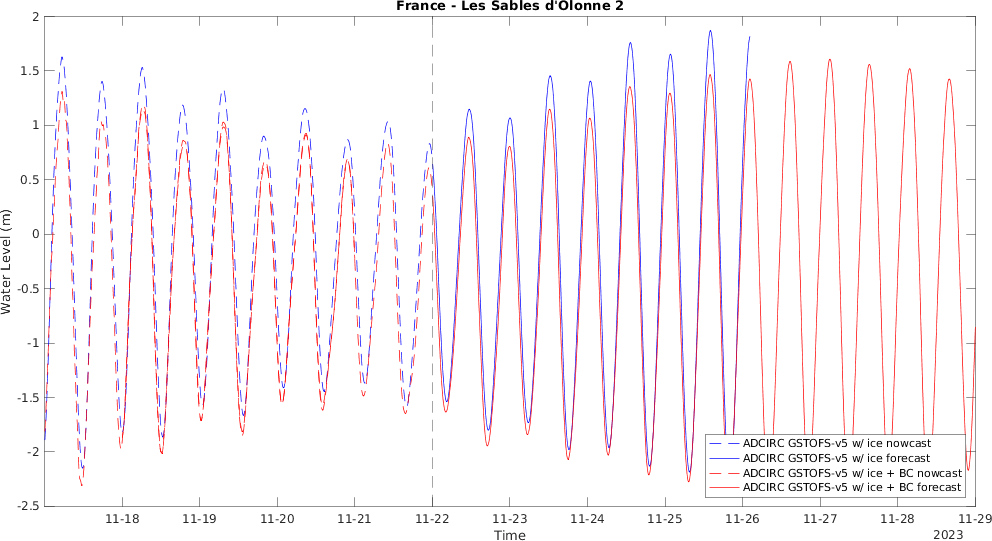 France - Les Sables d'Olonne 2
2
1.5
1
0.5
0
-0.5
-1
-1.5
-2
-2.5
Water Level (m)
ADCIRC GSTOFS-v5 w/ ice nowcast
ADCIRC GSTOFS-v5 w/ ice forecast
ADCIRC GSTOFS-v5 w/ ice + BC nowcast
ADCIRC GSTOFS-v5 w/ ice + BC forecast
11-18 11-19 11-20 11-21 11-22 11-23 11-24 11-25 11-26 11-27 11-28 11-29
Time
2023